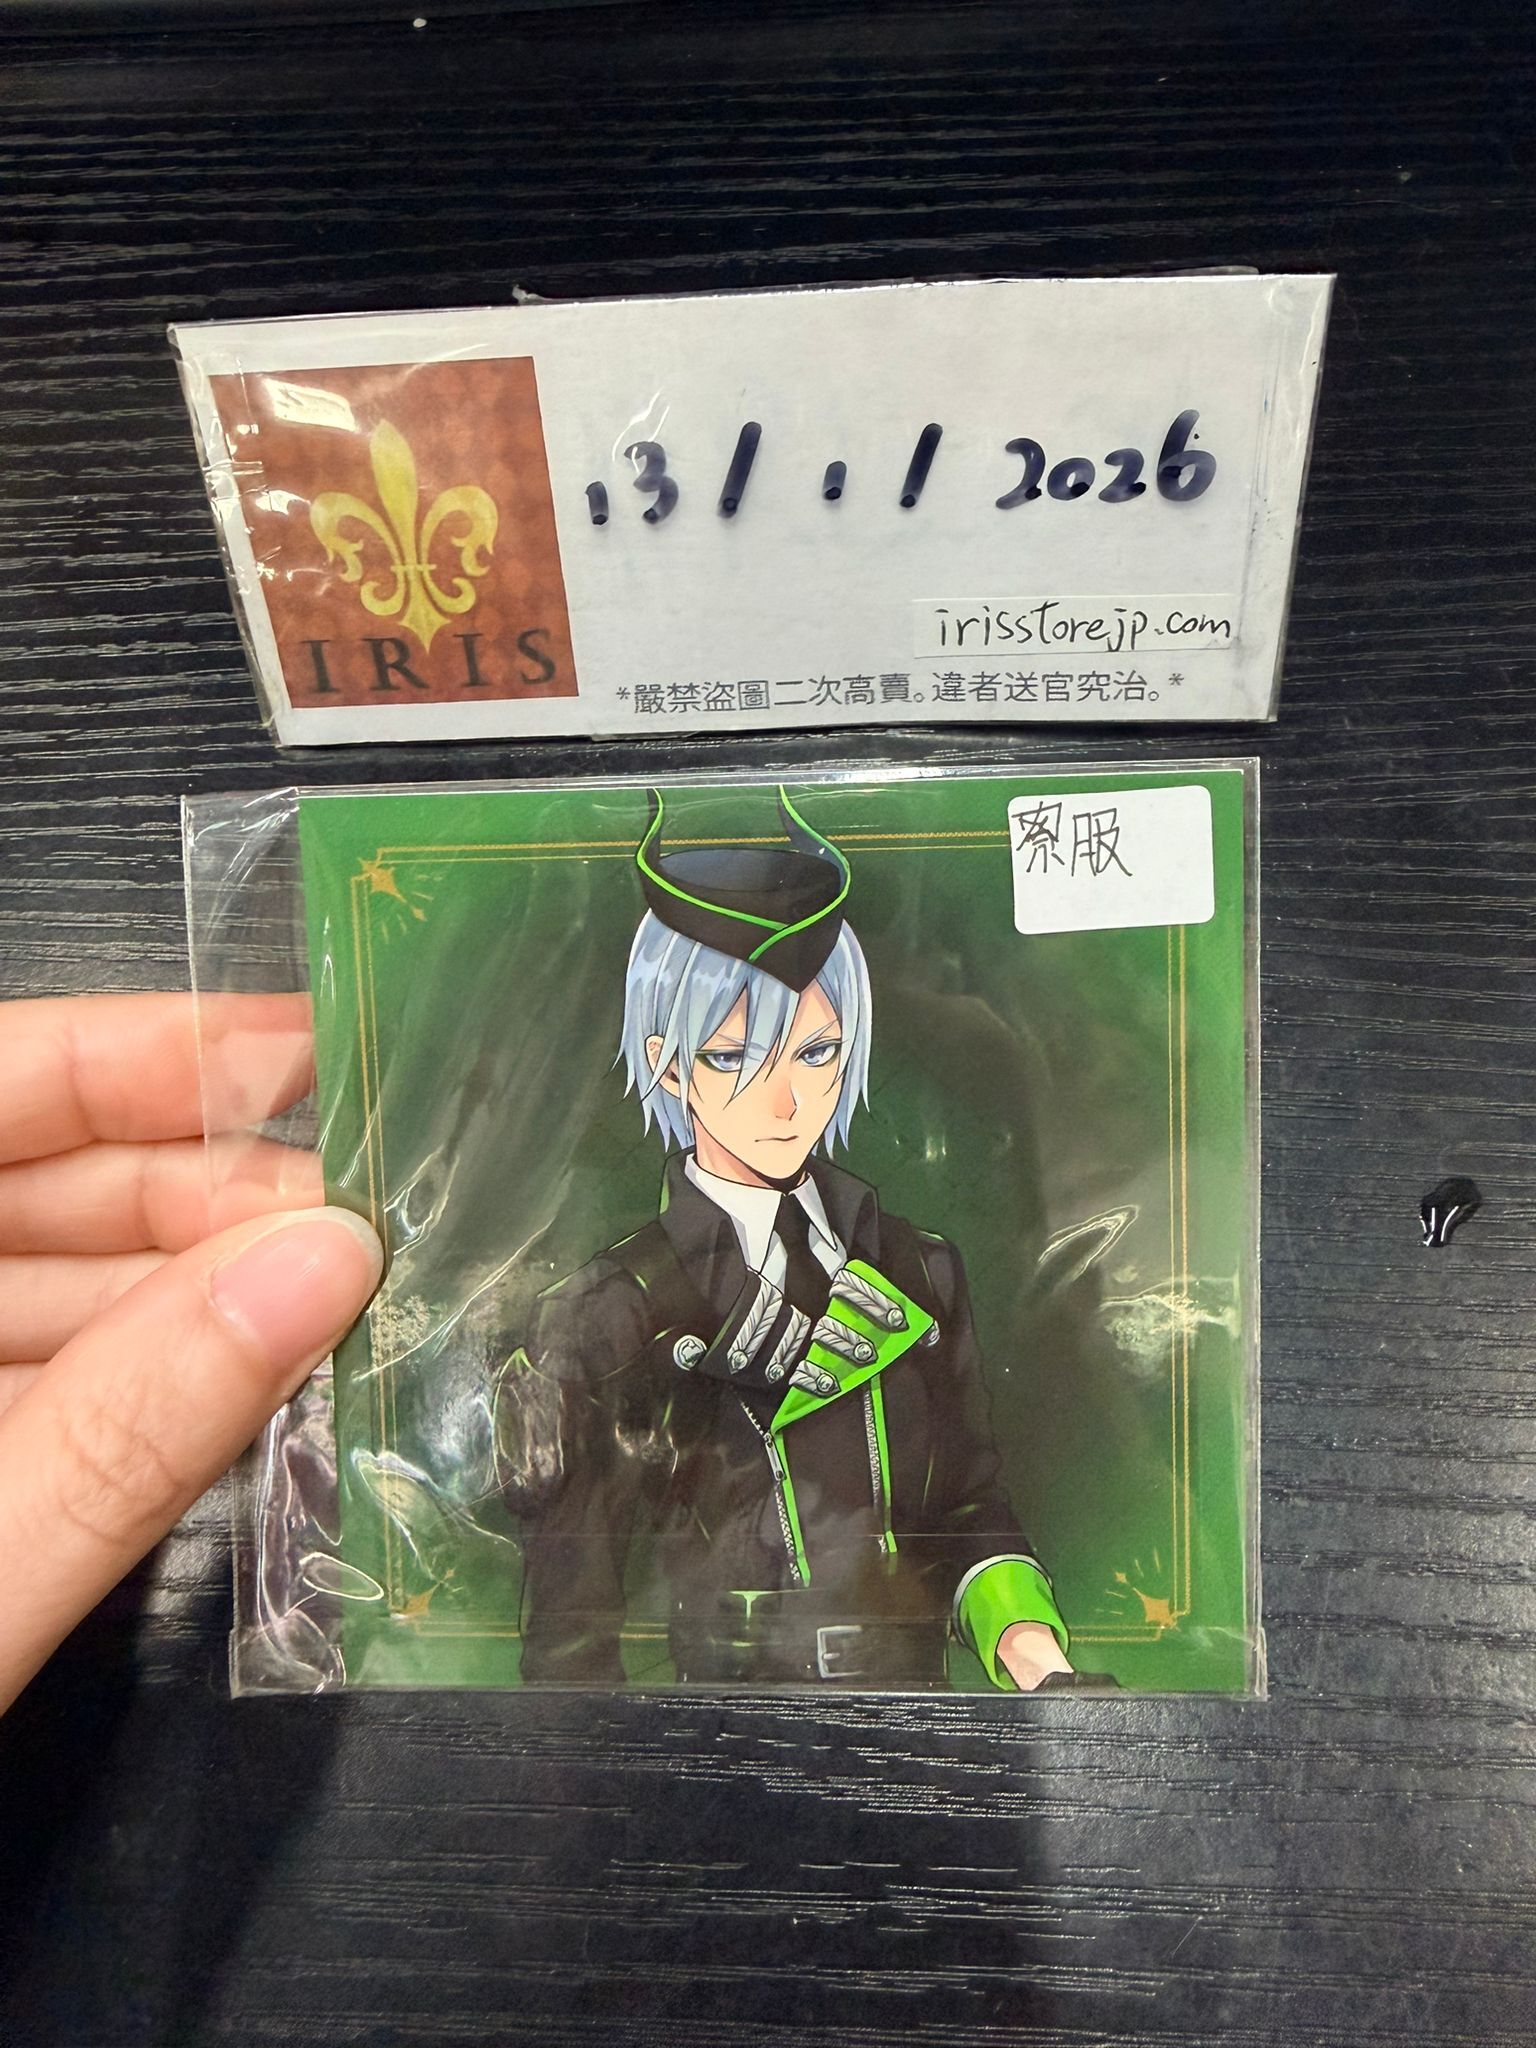 13/1/2026
IRIS
irisstorejp.com
*嚴禁盜圖二次高賣。違者送官究治。*
寮服